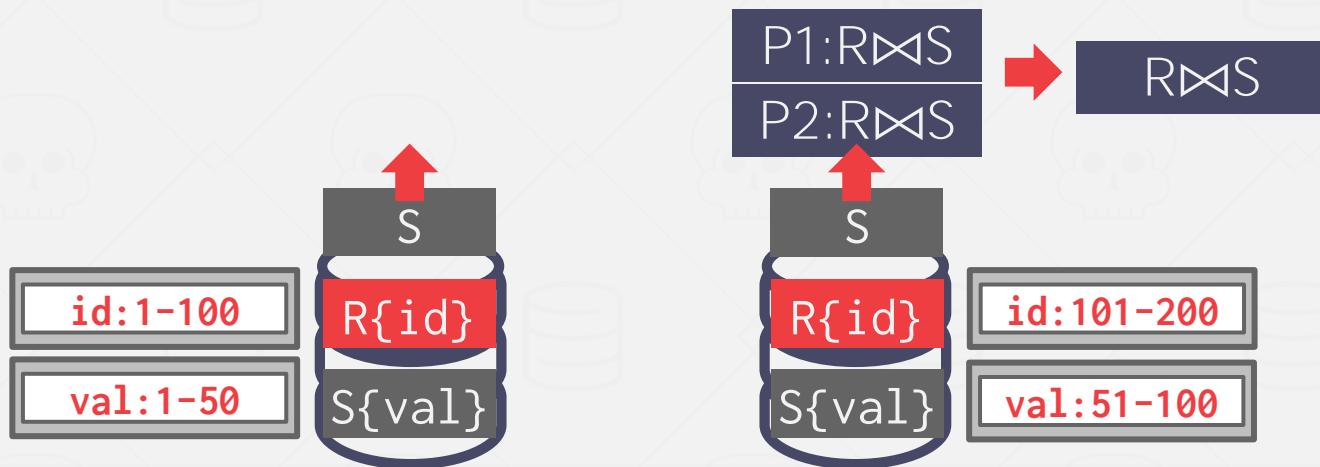 P1:R⋈S
P2:R⋈S
R⋈S
S
S
id:1-100
R{id}
R{id}
id:101-200
val:1-50
S{val}
S{val}
val:51-100